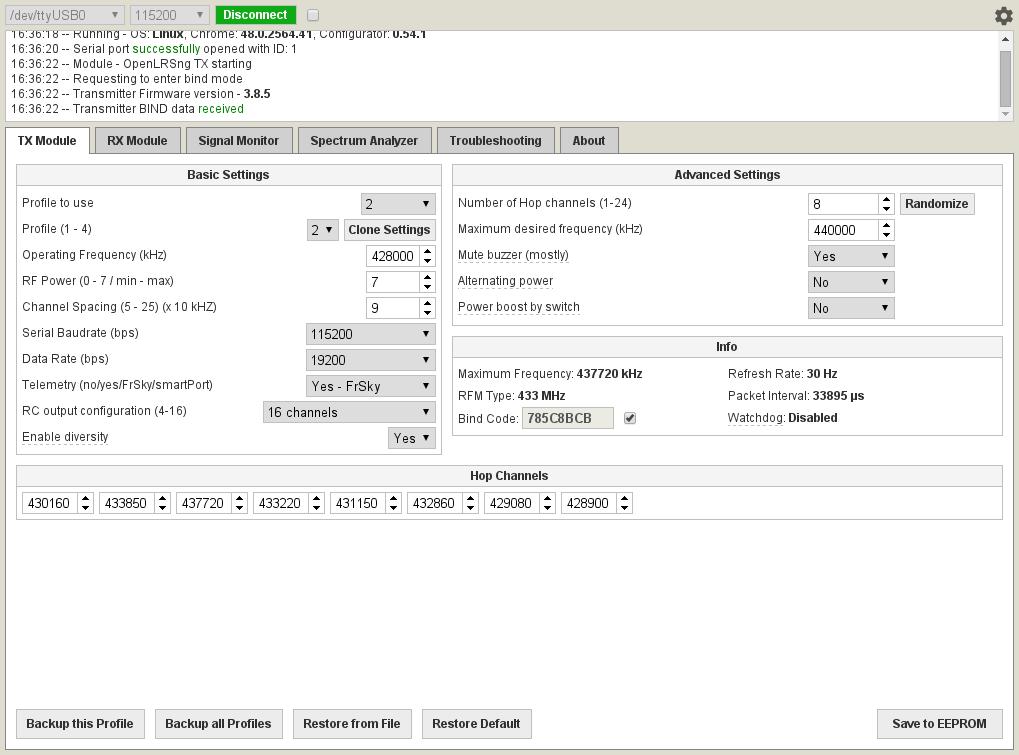 /dev/ttyUSB0 115200 Disconnect
16:36:18 -- Running - OS: Linux, Chrome: 48.0.2564.41, Configurator: 0.54.1
16:36:20 -- Serial port successfully opened with ID: 1
16:36:22 -- Module - OpenLRSng TX starting
16:36:22 -- Requesting to enter bind mode
16:36:22 -- Transmitter Firmware version - 3.8.5
16:36:22 -- Transmitter BIND data received
TX Module RX Module Signal Monitor Spectrum Analyzer Troubleshooting About
Basic Settings
Profile to use 2
Profile (1 - 4) 2 Clone Settings
Operating Frequency (kHz) 428000
RF Power (0 - 7 / min - max) 7
Channel Spacing (5 - 25) (x 10 kHZ) 9
Serial Baudrate (bps) 115200
Data Rate (bps) 19200
Telemetry (no/yes/FrSky/smartPort) Yes - FrSky
RC output configuration (4-16) 16 channels
Enable diversity Yes
Advanced Settings
Number of Hop channels (1-24) 8 Randomize
Maximum desired frequency (kHz) 440000
Mute buzzer (mostly) Yes
Alternating power No
Power boost by switch No
Info
Maximum Frequency: 437720 kHz Refresh Rate: 30 Hz
RFM Type: 433 MHz Packet Interval: 33895 µs
Bind Code: 785C8BCB Watchdog: Disabled
Hop Channels
430160 433850 437720 433220 431150 432860 429080 428900
Backup this Profile Backup all Profiles Restore from File Restore Default Save to EEPROM